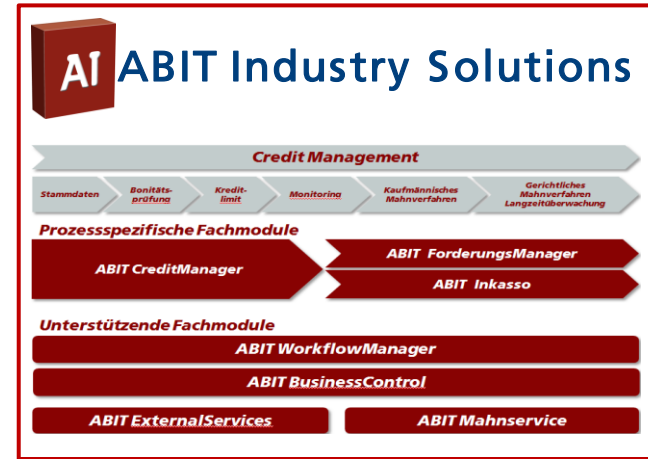 AI ABIT Industry Solutions
Credit Management
Stammdaten
Bonitäts-
prüfung
Kredit-
limit
Monitoring
Kaufmännisches
Mahnverfahren
Gerichtliches
Mahnverfahren
Langzeitüberwachung
Prozessspezifische Fachmodule
ABIT CreditManager
ABIT ForderungsManager
ABIT Inkasso
Unterstützende Fachmodule
ABIT WorkflowManager
ABIT BusinessControl
ABIT ExternalServices
ABIT Mahnservice